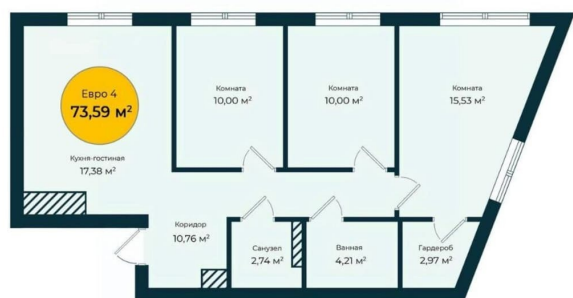 Евро 4
73,59 м²
Кухня-гостиная
17,38 м²
Комната
10,00 м²
Комната
10,00 м²
Комната
15,53 м²
Коридор
10,76 м²
Санузел
2,74 м²
Ванная
4,21 м²
Гардероб
2,97 м²